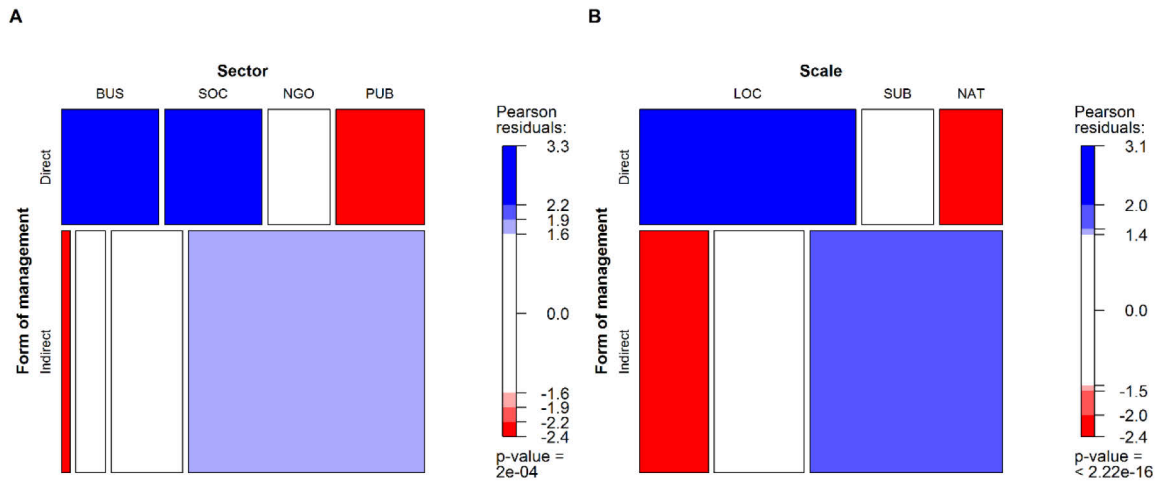 A
Sector
BUS SOC NGO PUB
Form of management
Direct
Indirect
Pearson
residuals:
3.3
2.2
1.9
1.6
0.0
-1.6
-1.9
-2.2
-2.4
p-value =
2e-04
B
Scale
LOC SUB NAT
Form of management
Direct
Indirect
Pearson
residuals:
3.1
2.0
1.4
0.0
-1.5
-2.0
-2.4
p-value =
< 2.22e-16